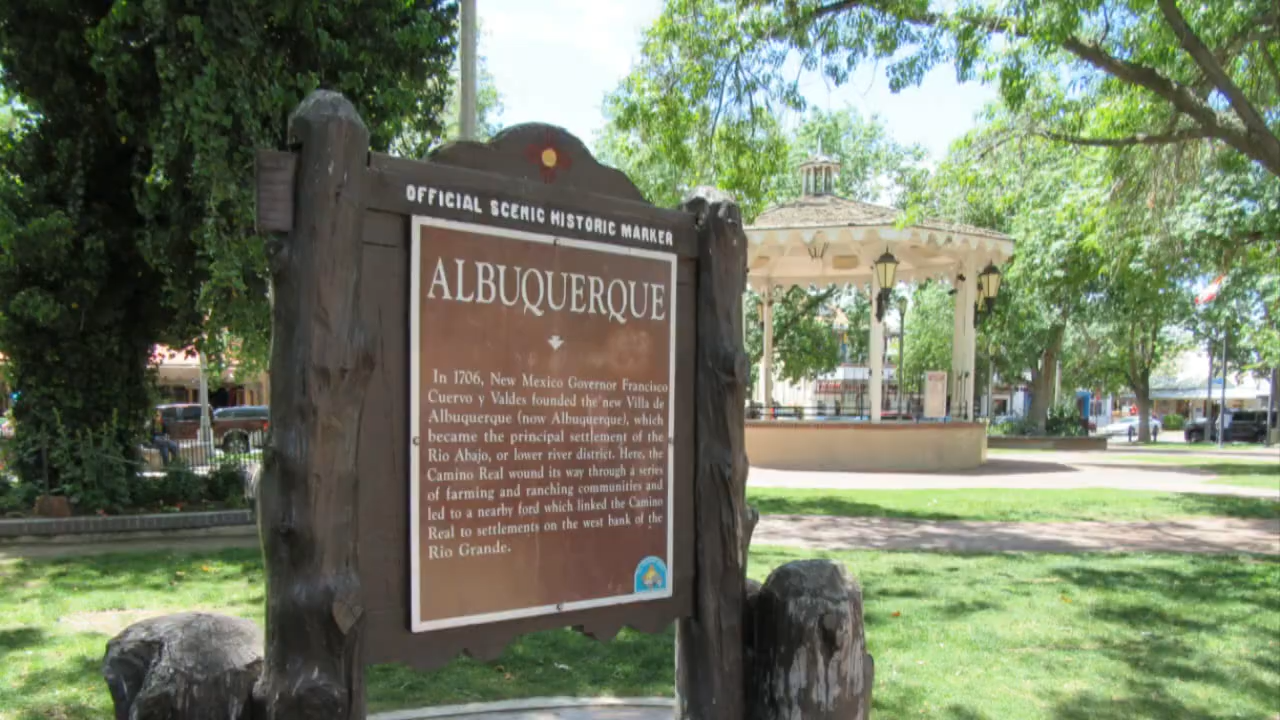 OFFICIAL SCENIC HISTORIC MARKER
ALBUQUERQUE
In 1706, New Mexico Governor Francisco
Cuervo y Valdes founded the new Villa de
Albuquerque (now Albuquerque), which
became the principal settlement of the
Rio Abajo, or lower river district. Here, the
Camino Real wound its way through a series
of farming and ranching communities and
led to a nearby ford which linked the Camino
Real to settlements on the west bank of the
Rio Grande.